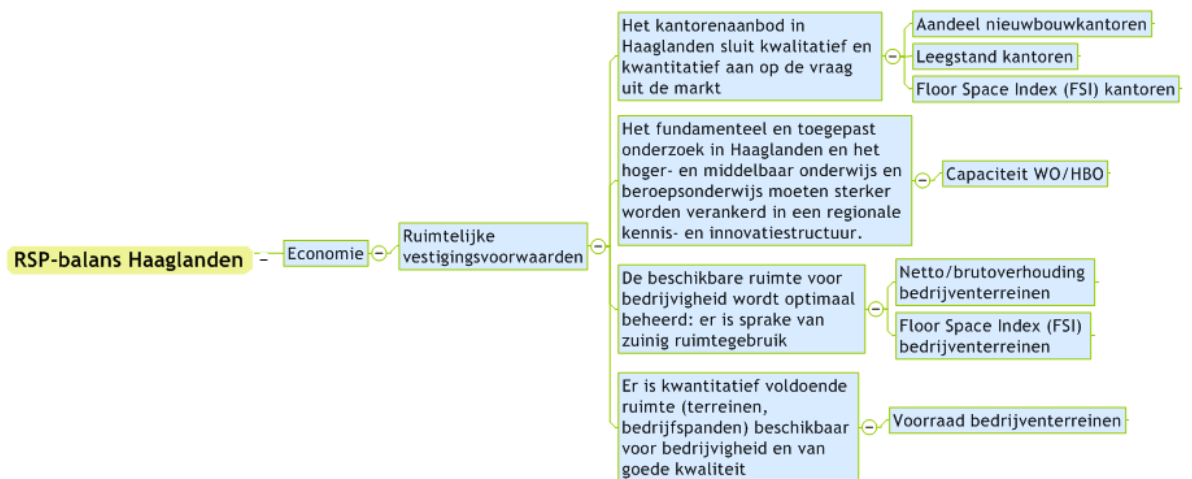 RSP-balans Haaglanden
Economie
Ruimtelijke
vestigingsvoorwaarden
Het kantorenaanbod in
Haaglanden sluit kwalitatief en
kwantitatief aan op de vraag
uit de markt
Aandeel nieuwbouwkantoren
Leegstand kantoren
Floor Space Index (FSI) kantoren
Het fundamenteel en toegepast
onderzoek in Haaglanden en het
hoger- en middelbaar onderwijs en
beroepsonderwijs moeten sterker
worden verankerd in een regionale
kennis- en innovatiestructuur.
Capaciteit WO/HBO
De beschikbare ruimte voor
bedrijvigheid wordt optimaal
beheerd: er is sprake van
zuinig ruimtegebruik
Netto/brutoverhouding
bedrijventerreinen
Floor Space Index (FSI)
bedrijventerreinen
Er is kwantitatief voldoende
ruimte (terreinen,
bedrijfspanden) beschikbaar
voor bedrijvigheid en van
goede kwaliteit
Voorraad bedrijventerreinen